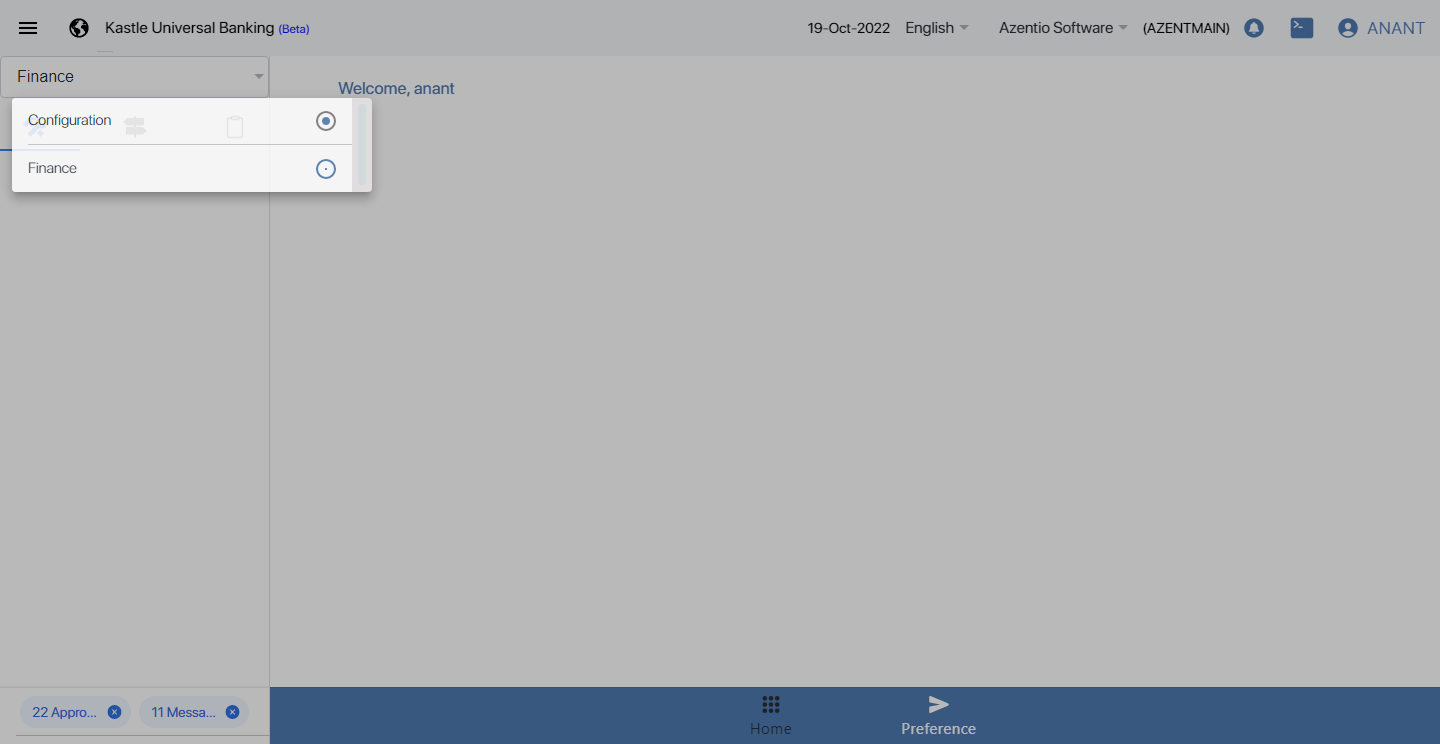 Kastle Universal Banking (Beta)
19-Oct-2022
English
Azentio Software
(AZENTMAIN)
ANANT
Finance
Welcome, anant
Configuration
Finance
22 Appro...
11 Messa...
Home
Preference